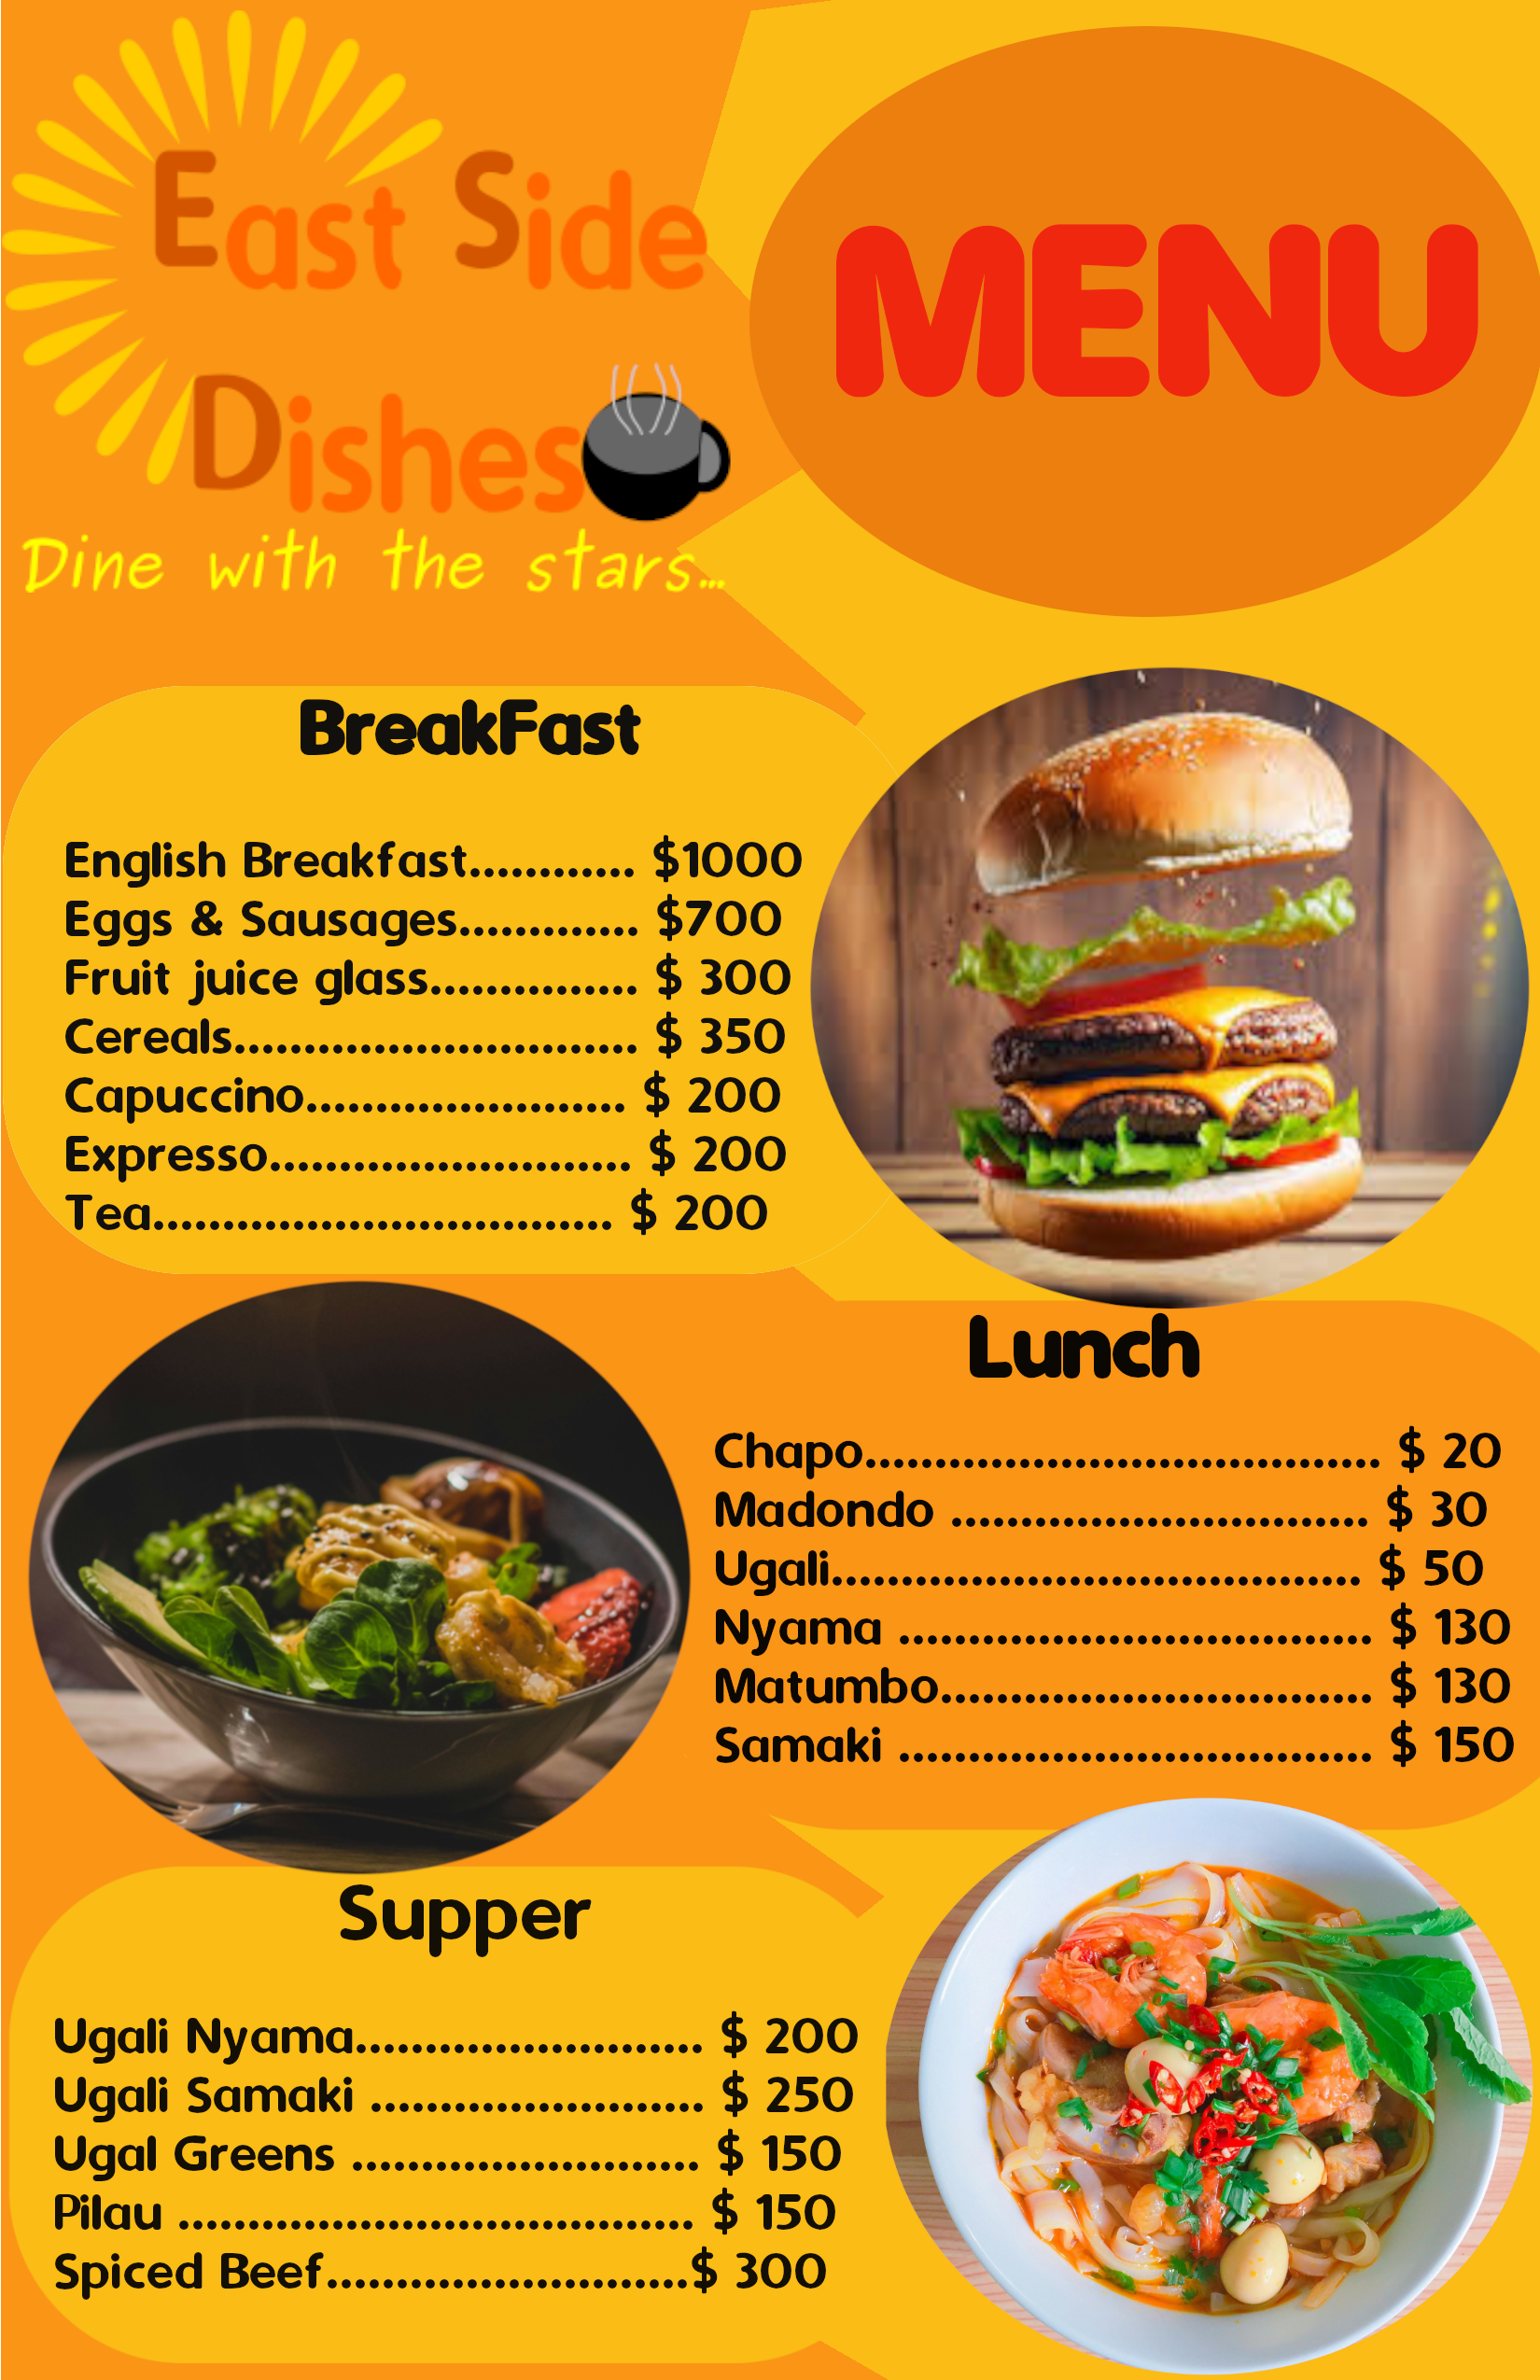 East Side
Dishes
Dine with the stars...
MENU
BreakFast
English Breakfast............ $1000
Eggs & Sausages............. $700
Fruit juice glass............... $ 300
Cereals............................. $ 350
Capuccino....................... $ 200
Expresso.......................... $ 200
Tea................................. $ 200
Lunch
Chapo..................................... $ 20
Madondo .............................. $ 30
Ugali...................................... $ 50
Nyama .................................. $ 130
Matumbo............................... $ 130
Samaki .................................. $ 150
Supper
Ugali Nyama......................... $ 200
Ugali Samaki ........................ $ 250
Ugal Greens ......................... $ 150
Pilau ..................................... $ 150
Spiced Beef..........................$ 300